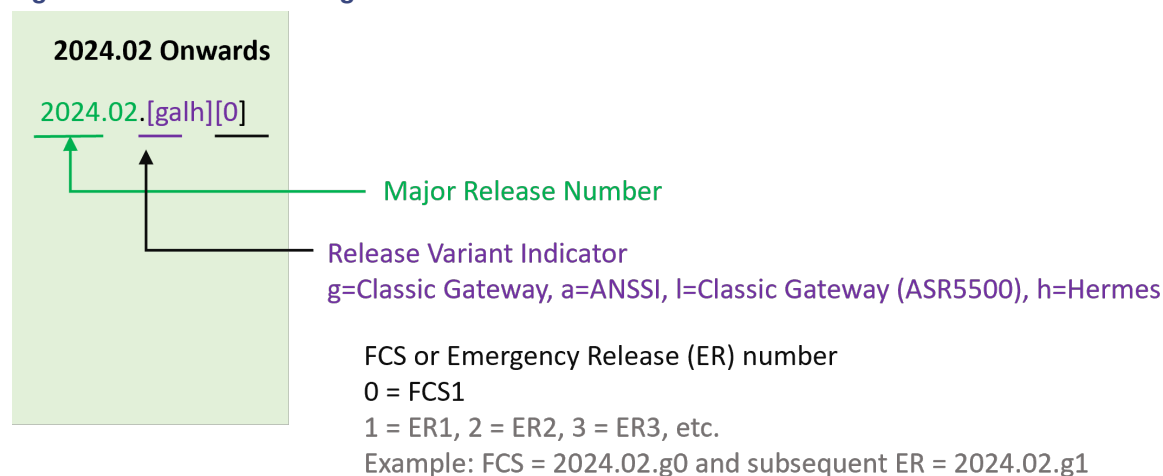 2024.02 Onwards
2024.02.[galh][0]
Major Release Number
Release Variant Indicator
g=Classic Gateway, a=ANSSI, l=Classic Gateway (ASR5500), h=Hermes
FCS or Emergency Release (ER) number
0 = FCS1
1 = ER1, 2 = ER2, 3 = ER3, etc.
Example: FCS = 2024.02.g0 and subsequent ER = 2024.02.g1